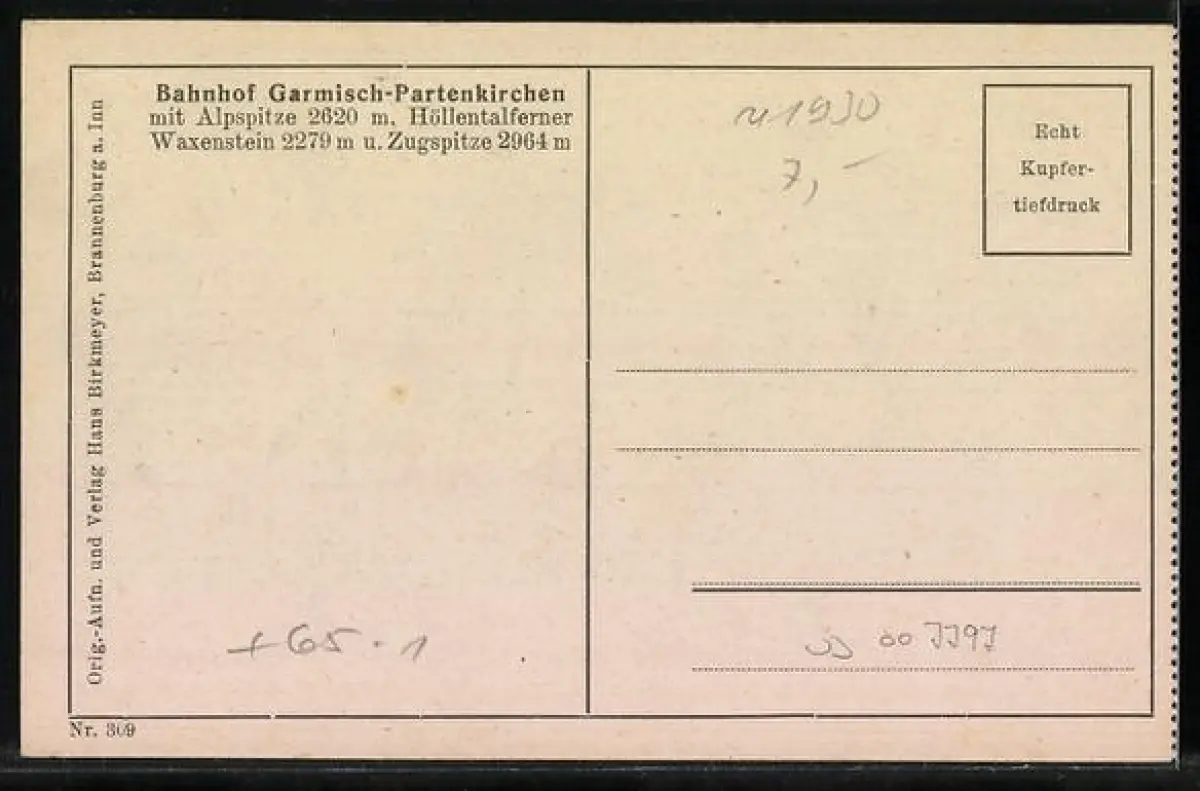 Bahnhof Garmisch-Partenkirchen
mit Alpspitze 2620 m, Höllentalferner
Waxenstein 2279 m u. Zugspitze 2964 m
Orig.-Aufn. und Verlag Hans Birkmeyer, Brannenburg a. Inn
1930
7,-
Echt
Kupfer-
tiefdruck
+ 65 · 1
Nr. 309